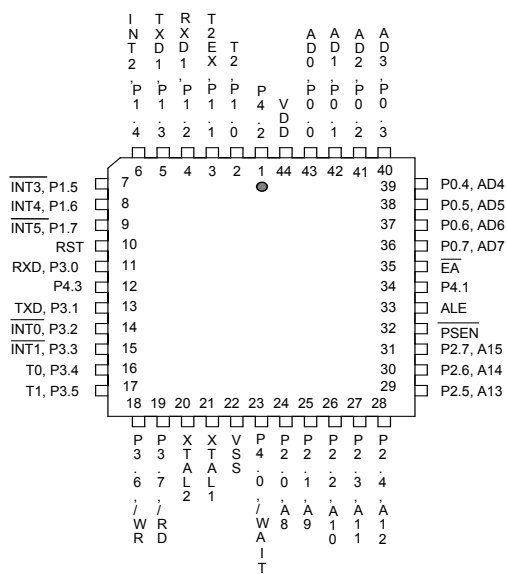 INT2,P1.4
TXD1,P1.3
RXD1,P1.2
T2EX,P1.1
T2,P1.0
P4.2
VDD
AD0,P0.0
AD1,P0.1
AD2,P0.2
AD3,P0.3
6 5 4 3 2 1 44 43 42 41 40
INT3, P1.5 7
INT4, P1.6 8
INT5, P1.7 9
RST 10
RXD, P3.0 11
P4.3 12
TXD, P3.1 13
INT0, P3.2 14
INT1, P3.3 15
T0, P3.4 16
T1, P3.5 17
39 P0.4, AD4
38 P0.5, AD5
37 P0.6, AD6
36 P0.7, AD7
35 EA
34 P4.1
33 ALE
32 PSEN
31 P2.7, A15
30 P2.6, A14
29 P2.5, A13
18 19 20 21 22 23 24 25 26 27 28
P3.6,/WR
P3.7,/RD
XTAL2
XTAL1
VSS
P4.0,/WAIT
P2.0,A8
P2.1,A9
P2.2,A10
P2.3,A11
P2.4,A12